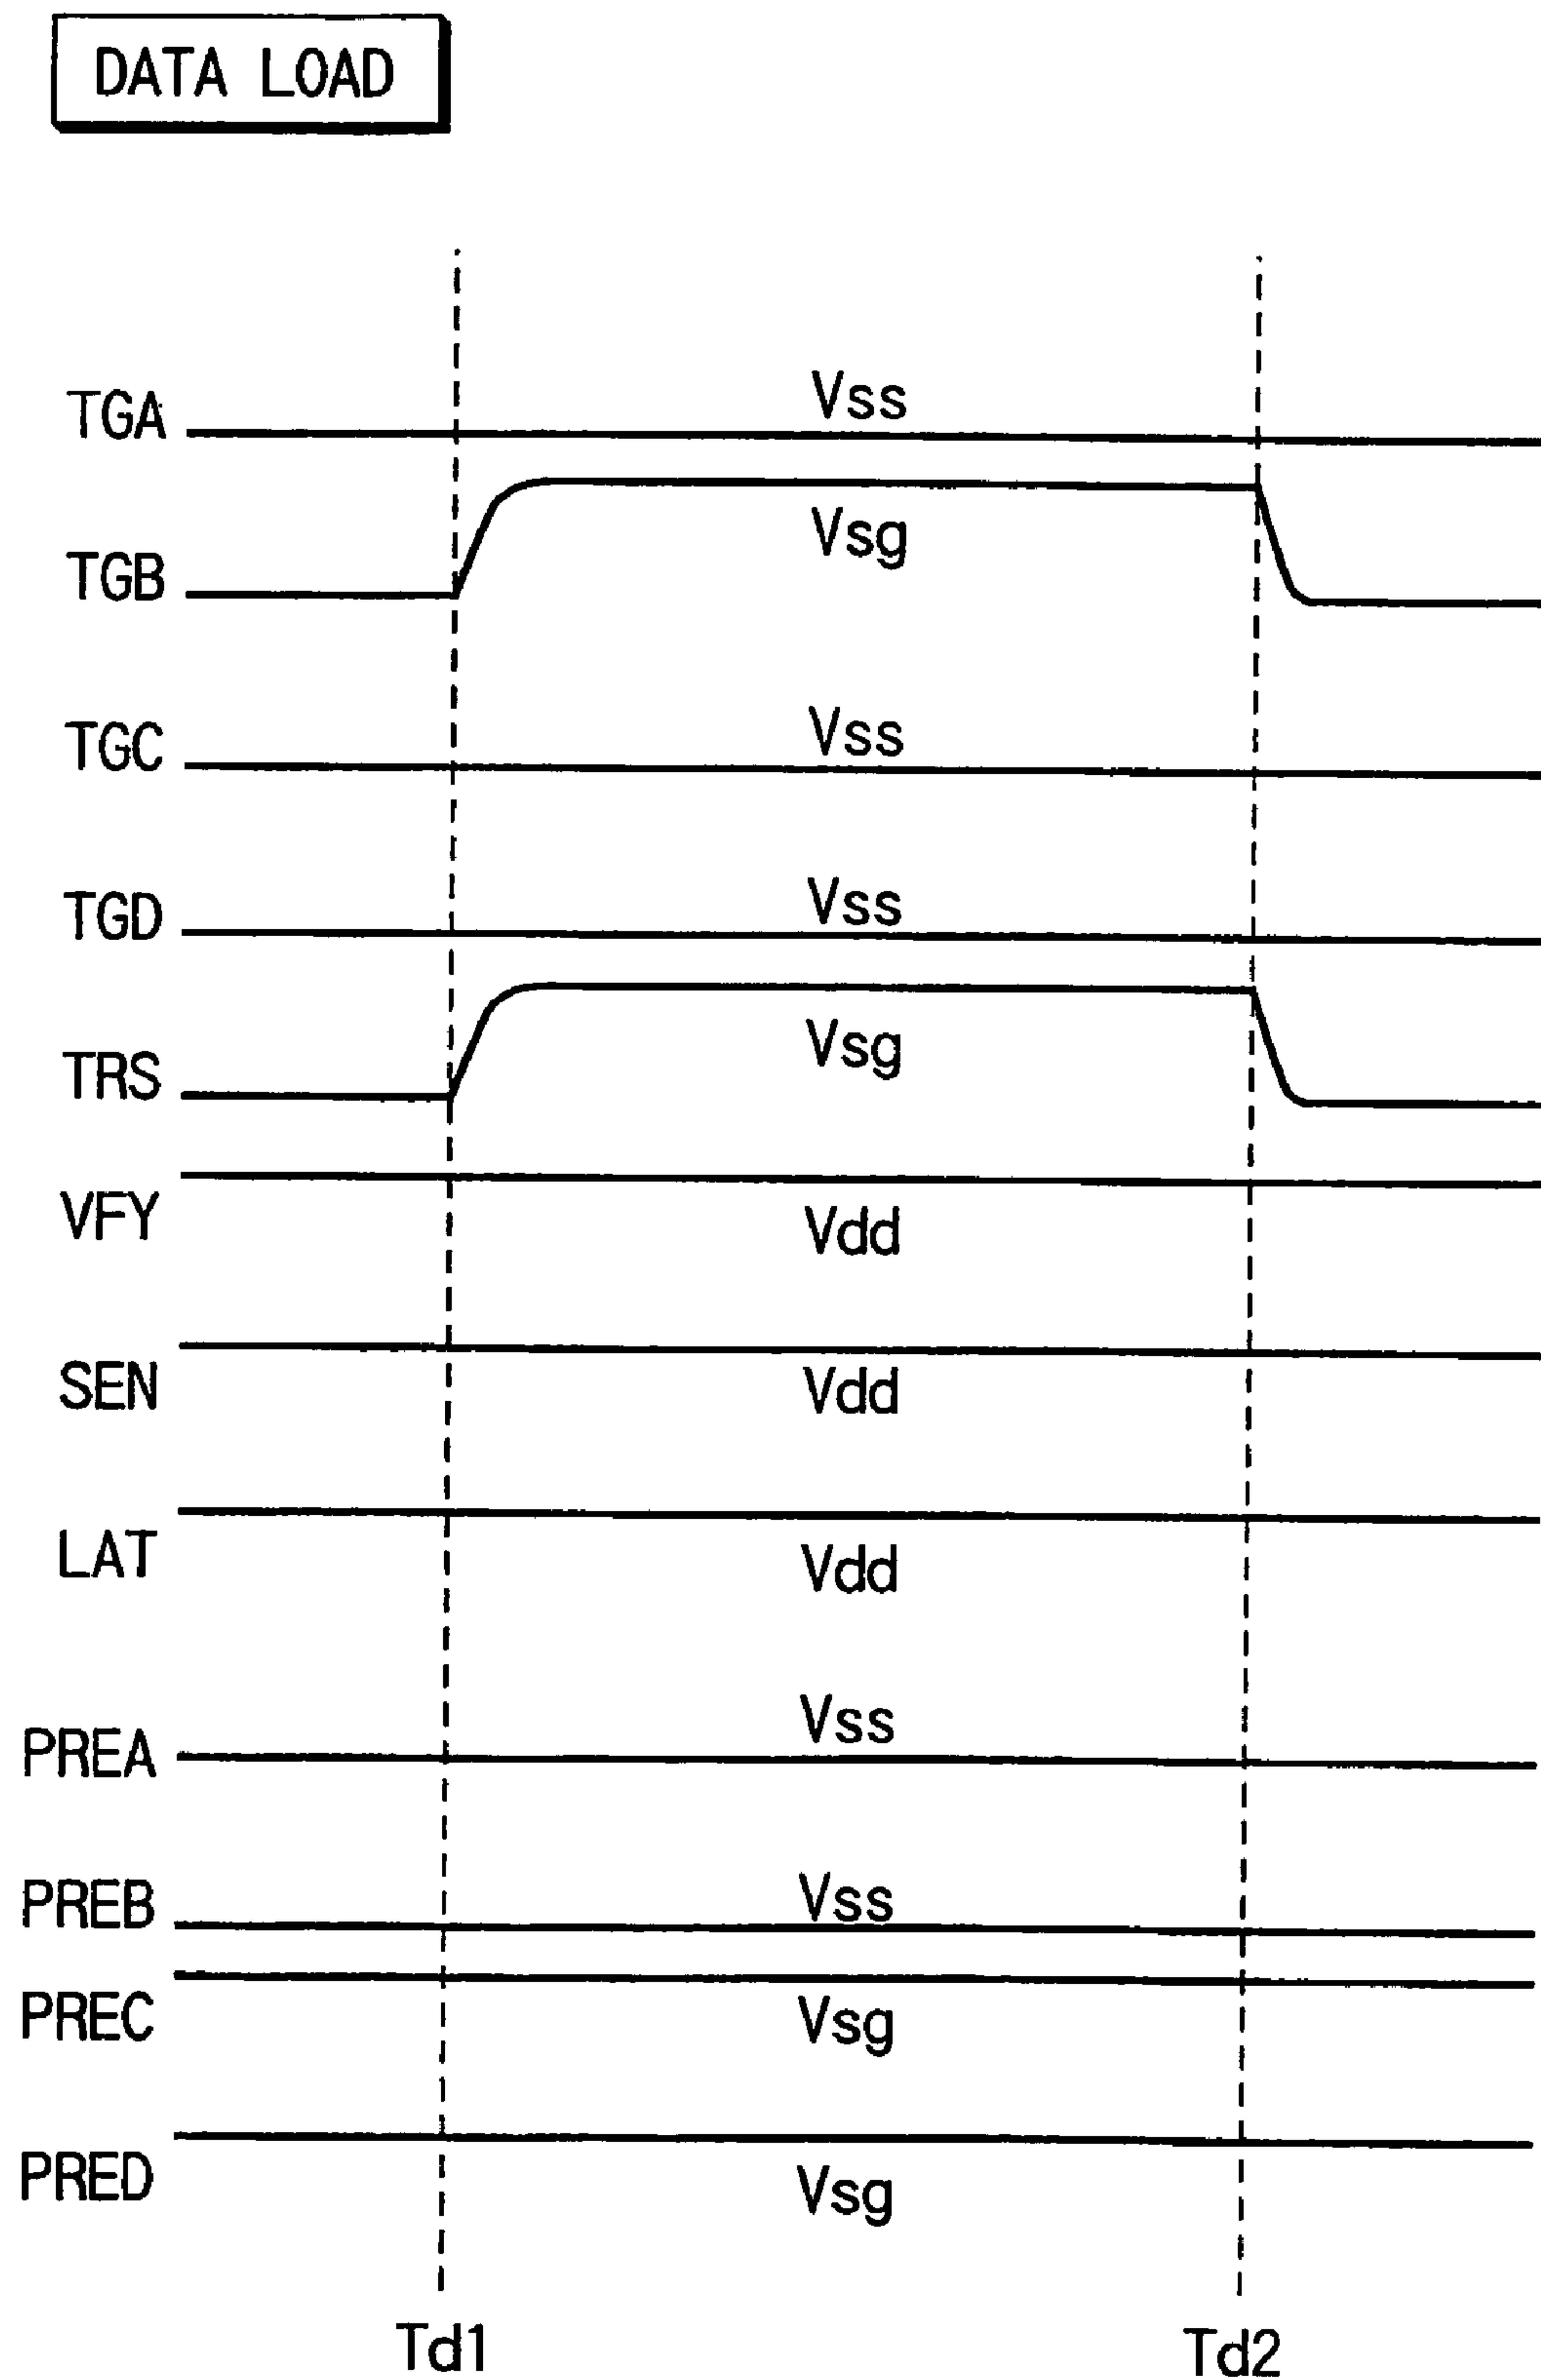 DATA LOAD
TGA Vss
TGB Vsg
TGC Vss
TGD Vss
TRS Vsg
VFY Vdd
SEN Vdd
LAT Vdd
PREA Vss
PREB Vss
PREC Vsg
PRED Vsg
Td1 Td2